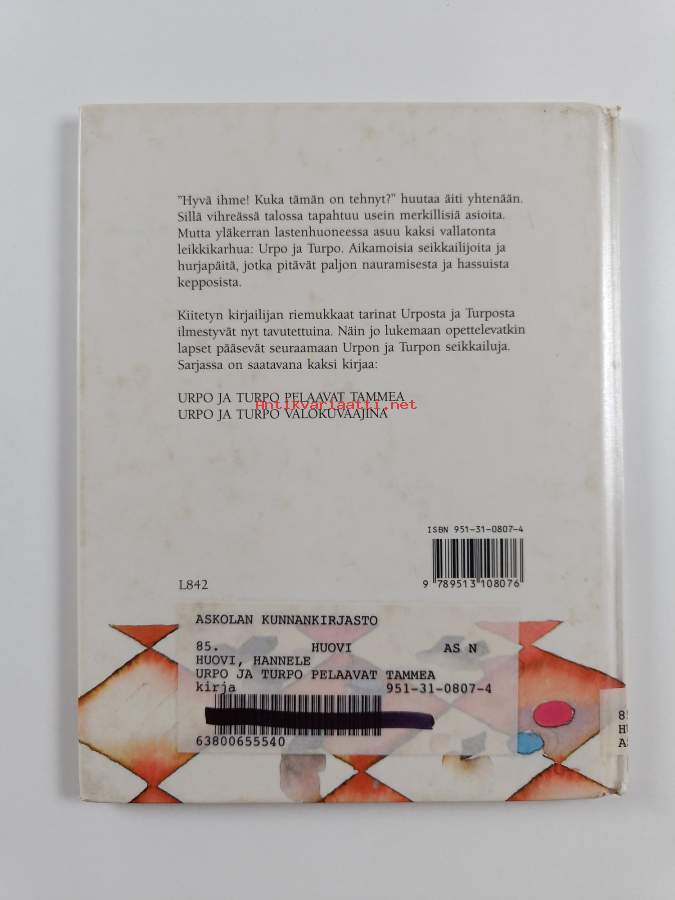 "Hyvä ihme! Kuka tämän on tehnyt?" huutaa äiti yhtenään.
Sillä vihreässä talossa tapahtuu usein merkillisiä asioita.
Mutta yläkerran lastenhuoneessa asuu kaksi vallatonta
leikkikarhua: Urpo ja Turpo. Aikamoisia seikkailijoita ja
hurjapäitä, jotka pitävät paljon nauramisesta ja hassuista
kepposista.
Kiitetyn kirjailijan riemukkaat tarinat Urposta ja Turposta
ilmestyvät nyt tavutettuina. Näin jo lukemaan opettelevatkin
lapset pääsevät seuraamaan Urpon ja Turpon seikkailuja.
Sarjassa on saatavana kaksi kirjaa:
URPO JA TURPO PELAAVAT TAMMEA
Antikvariaatti.net
URPO JA TURPO VALOKUVAAJINA
ISBN 951-31-0807-4
9 789513 108076
L842
ASKOLAN KUNNANKIRJASTO
85. HUOVI AS N
HUOVI, HANNELE
URPO JA TURPO PELAAVAT TAMMEA
kirja 951-31-0807-4
63800655540
85
HU
AS